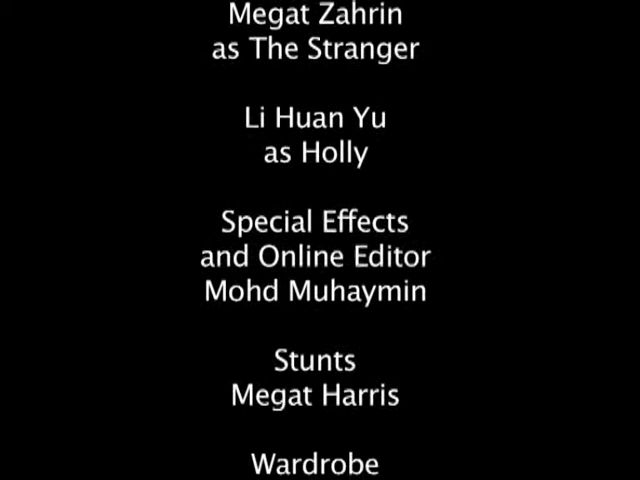 Megat Zahrin
as The Stranger
Li Huan Yu
as Holly
Special Effects
and Online Editor
Mohd Muhaymin
Stunts
Megat Harris
Wardrobe